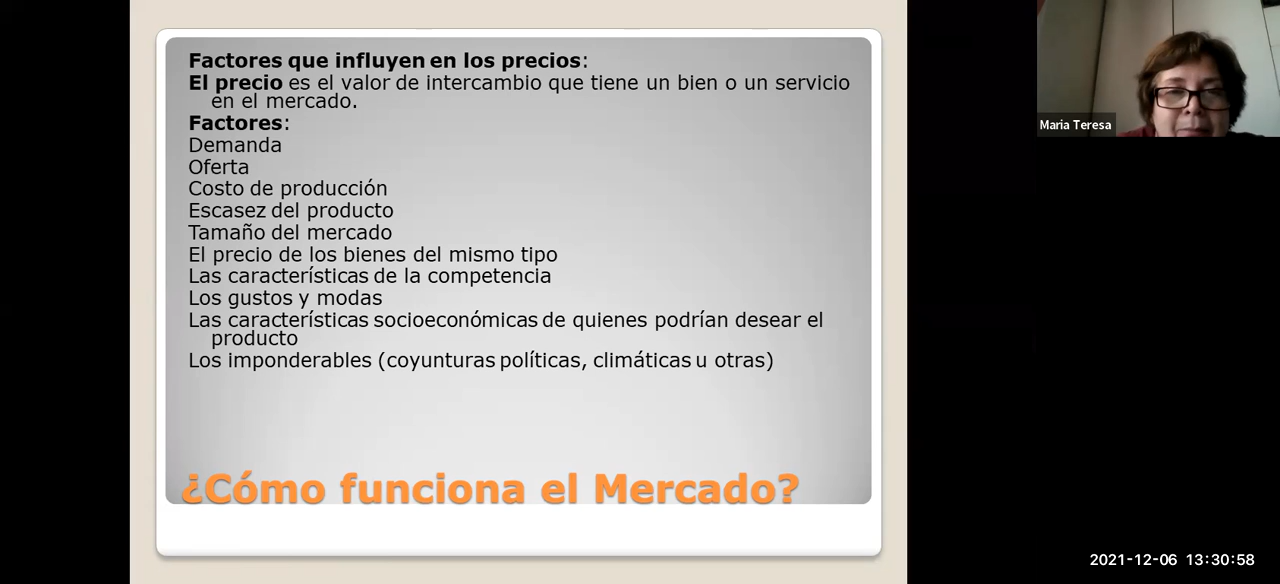 Factores que influyen en los precios:
El precio es el valor de intercambio que tiene un bien o un servicio
en el mercado.
Factores:
Demanda
Oferta
Costo de producción
Escasez del producto
Tamaño del mercado
El precio de los bienes del mismo tipo
Las características de la competencia
Los gustos y modas
Las características socioeconómicas de quienes podrían desear el
producto
Los imponderables (coyunturas políticas, climáticas u otras)
¿Cómo funciona el Mercado?
Maria Teresa
2021-12-06 13:30:58